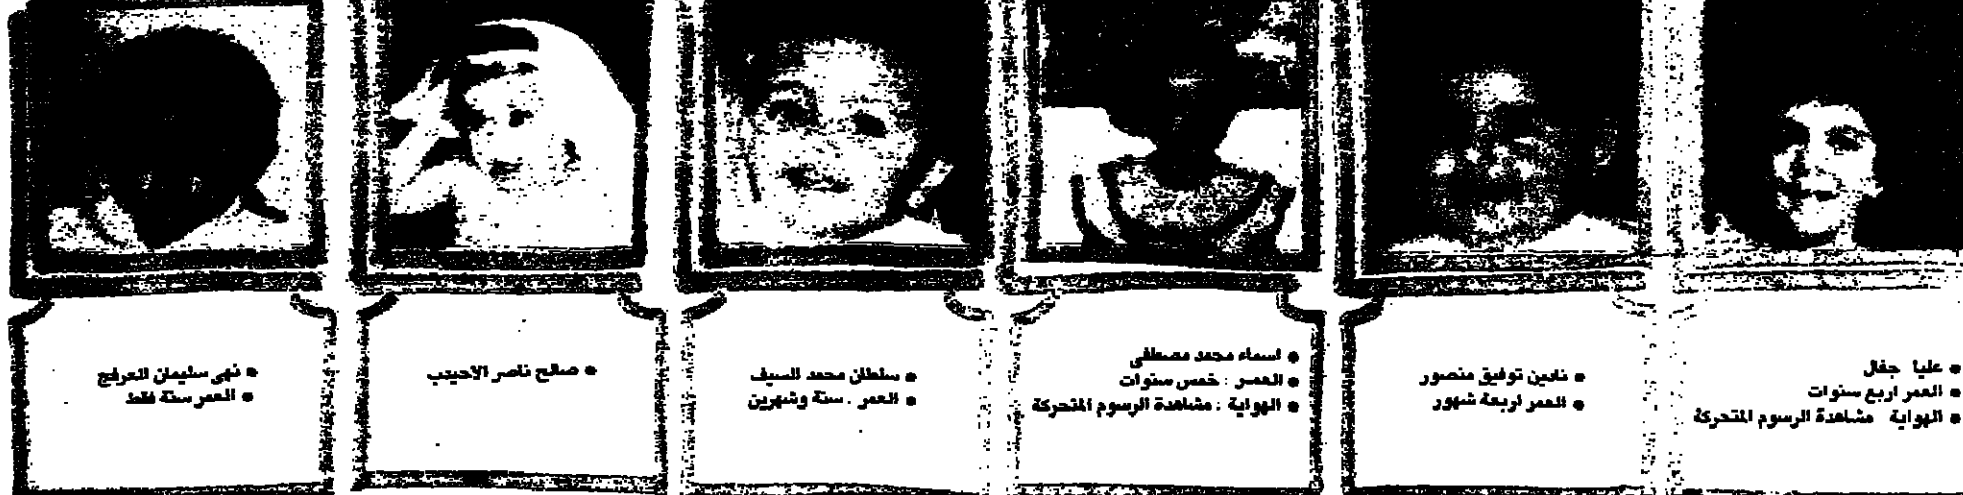 ● عليا جفال
● العمر اربع سنوات
● الهواية مشاهدة الرسوم المتحركة
● نادين توفيق منصور
● العمر اربعة شهور
● اسماء محمد مصطفى
● العمر : خمس سنوات
● الهواية : مشاهدة الرسوم المتحركة
● سلطان محمد السيف
● العمر . سنة وشهرين
● صالح ناصر الاحيتب
● نهى سليمان العرفج
● العمر سنة فقط